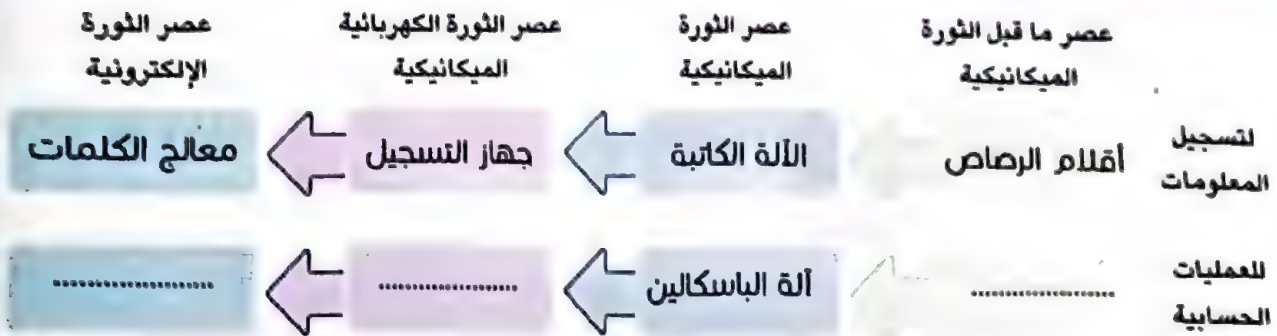 عصر ما قبل الثورة الميكانيكية
عصر الثورة الميكانيكية
عصر الثورة الكهربائية الميكانيكية
عصر الثورة الإلكترونية
لتسجيل المعلومات
أقلام الرصاص
الآلة الكاتبة
جهاز التسجيل
معالج الكلمات
للعمليات الحسابية
......................
آلة الباسكالين
......................
......................